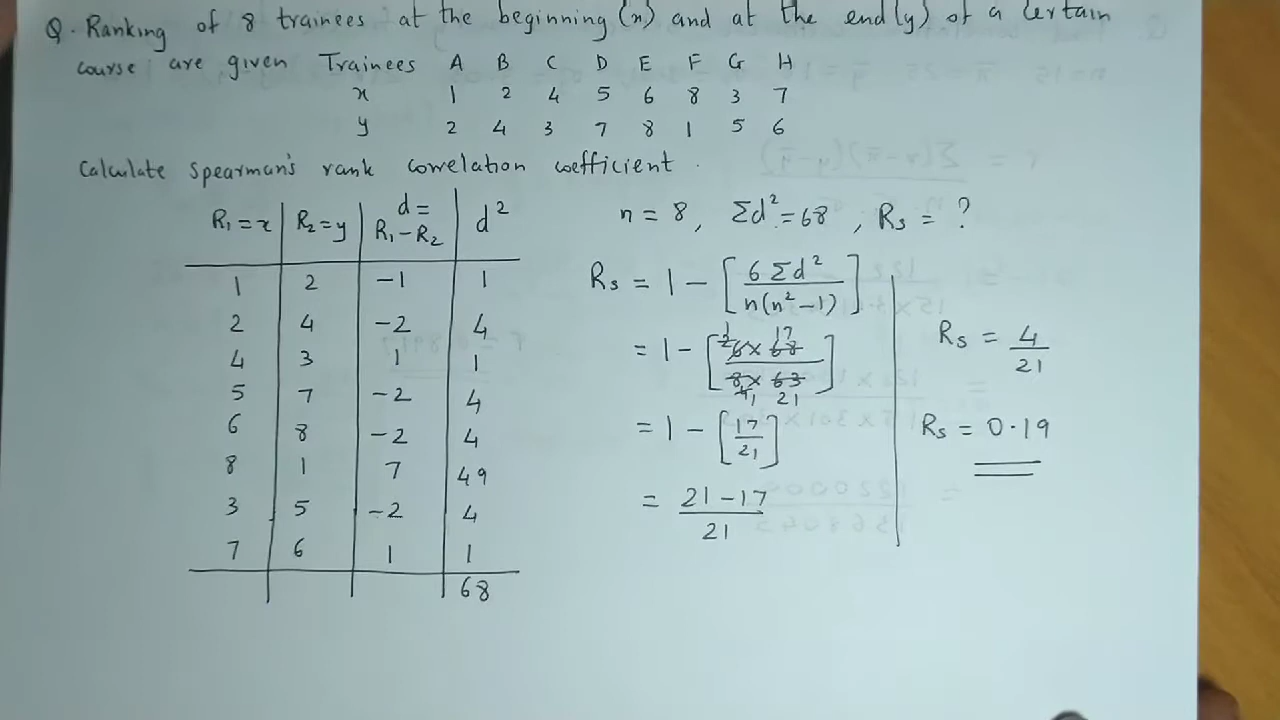 Q. Ranking of 8 trainees at the beginning (x) and at the end (y) of a certain
course are given Trainees A B C D E F G H
x 1 2 4 5 6 8 3 7
y 2 4 3 7 8 1 5 6
Calculate Spearman's rank correlation coefficient.
R₁=x R₂=y d=R₁-R₂ d²
1 2 -1 1
2 4 -2 4
4 3 1 1
5 7 -2 4
6 8 -2 4
8 1 7 49
3 5 -2 4
7 6 1 1
68
n = 8, Σd²=68, Rs = ?
Rs = 1 - [6Σd² / n(n²-1)]
= 1 - [6×68 / 8×63]
= 1 - [17/21]
= 21-17 / 21
Rs = 4/21
Rs = 0.19